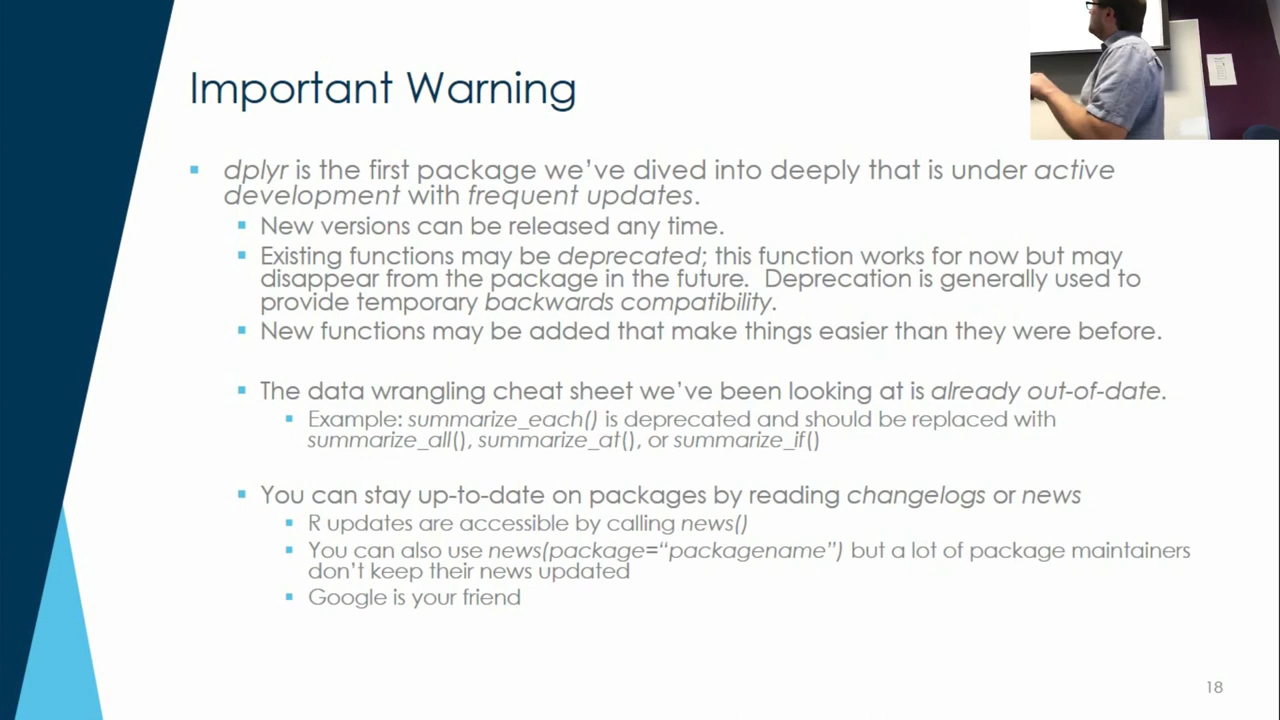 Important Warning
dplyr is the first package we’ve dived into deeply that is under active
development with frequent updates.
New versions can be released any time.
Existing functions may be deprecated; this function works for now but may
disappear from the package in the future.  Deprecation is generally used to
provide temporary backwards compatibility.
New functions may be added that make things easier than they were before.
The data wrangling cheat sheet we’ve been looking at is already out-of-date.
Example: summarize_each() is deprecated and should be replaced with
summarize_all(), summarize_at(), or summarize_if()
You can stay up-to-date on packages by reading changelogs or news
R updates are accessible by calling news()
You can also use news(package=“packagename”) but a lot of package maintainers
don’t keep their news updated
Google is your friend
18